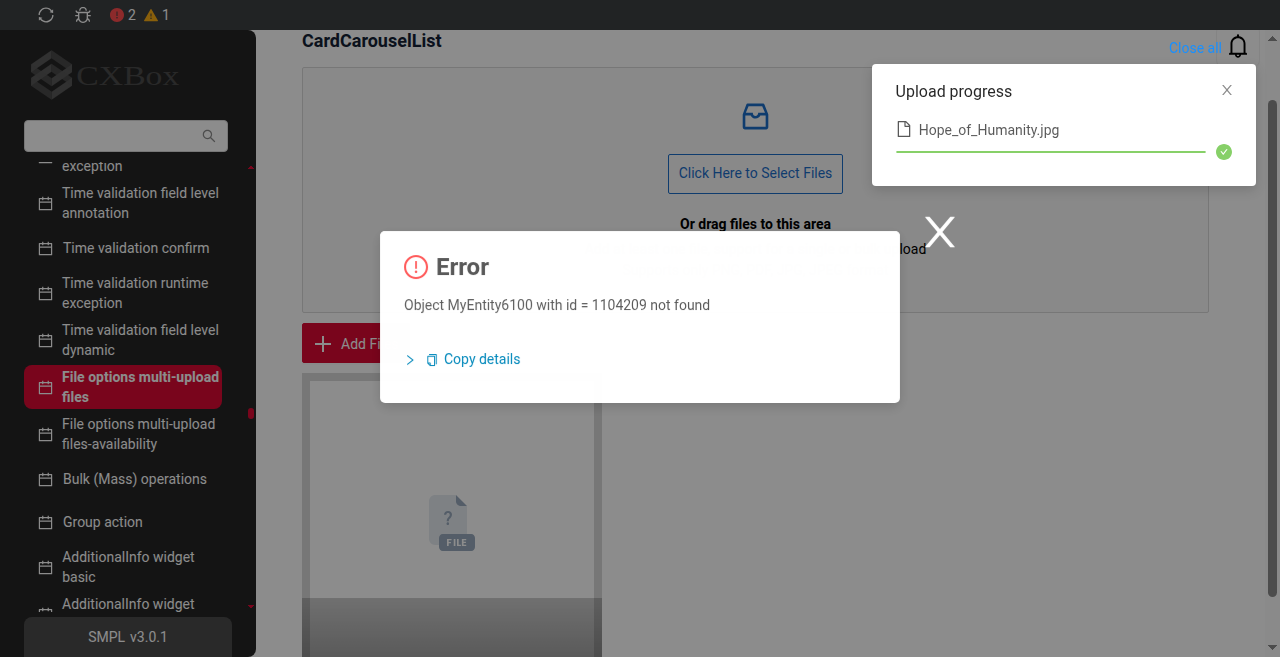 2 1
CXBox
exception
Time validation field level
annotation
Time validation confirm
Time validation runtime
exception
Time validation field level
dynamic
File options multi-upload
files
File options multi-upload
files-availability
Bulk (Mass) operations
Group action
AdditionalInfo widget
basic
AdditionalInfo widget
SMPL v3.0.1
CardCarouselList
Close all
Upload progress
Hope_of_Humanity.jpg
Click Here to Select Files
Or drag files to this area
load
Error
Object MyEntity6100 with id = 1104209 not found
Copy details
Add Fi
?
FILE